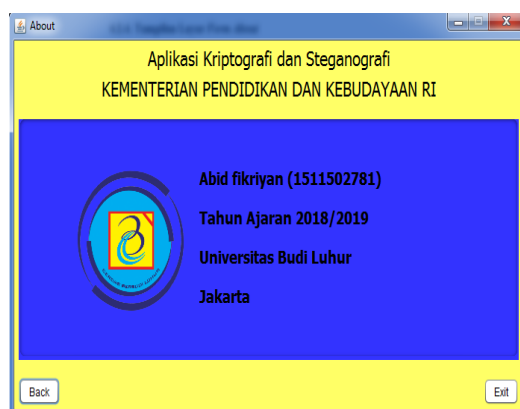 About
Aplikasi Kriptografi dan Steganografi
KEMENTERIAN PENDIDIKAN DAN KEBUDAYAAN RI
Abid fikriyan (1511502781)
Tahun Ajaran 2018/2019
Universitas Budi Luhur
Jakarta
Back
Exit